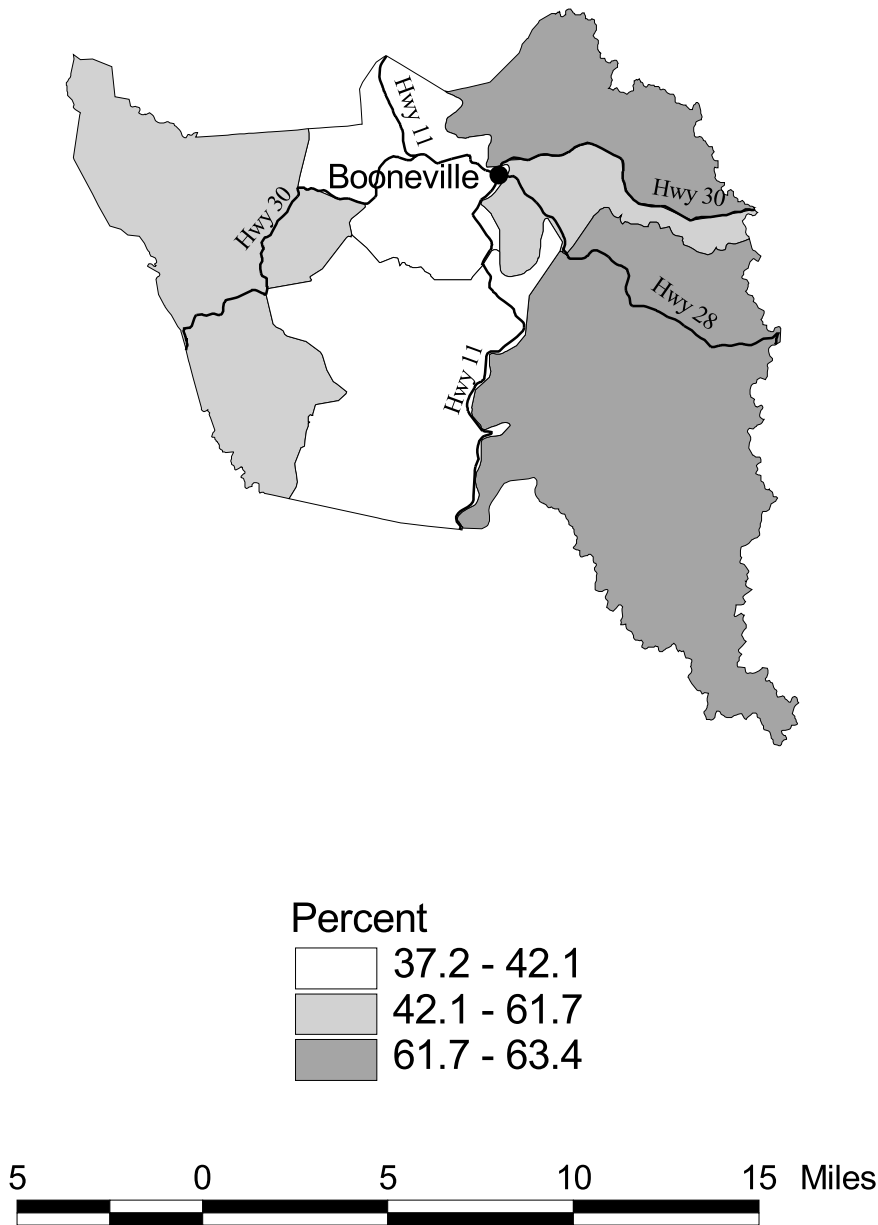 Hwy 11
Booneville
Hwy 30
Hwy 30
Hwy 28
Hwy 11
Percent
37.2 - 42.1
42.1 - 61.7
61.7 - 63.4
5 0 5 10 15 Miles